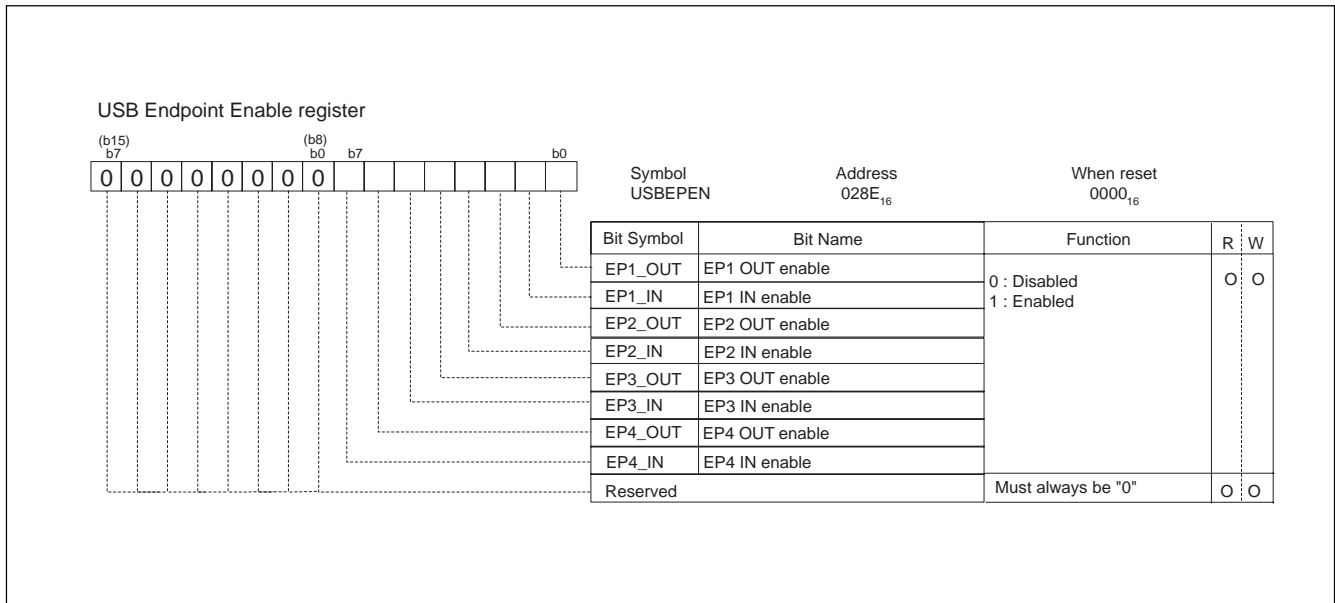 USB Endpoint Enable register
(b15) (b8)
b7 b0 b7 b0
0 0 0 0 0 0 0 0
Symbol Address When reset
USBEPEN 028E16 000016
Bit Symbol Bit Name Function R W
EP1_OUT EP1 OUT enable 0 : Disabled O O
EP1_IN EP1 IN enable 1 : Enabled
EP2_OUT EP2 OUT enable
EP2_IN EP2 IN enable
EP3_OUT EP3 OUT enable
EP3_IN EP3 IN enable
EP4_OUT EP4 OUT enable
EP4_IN EP4 IN enable
Reserved Must always be "0" O O